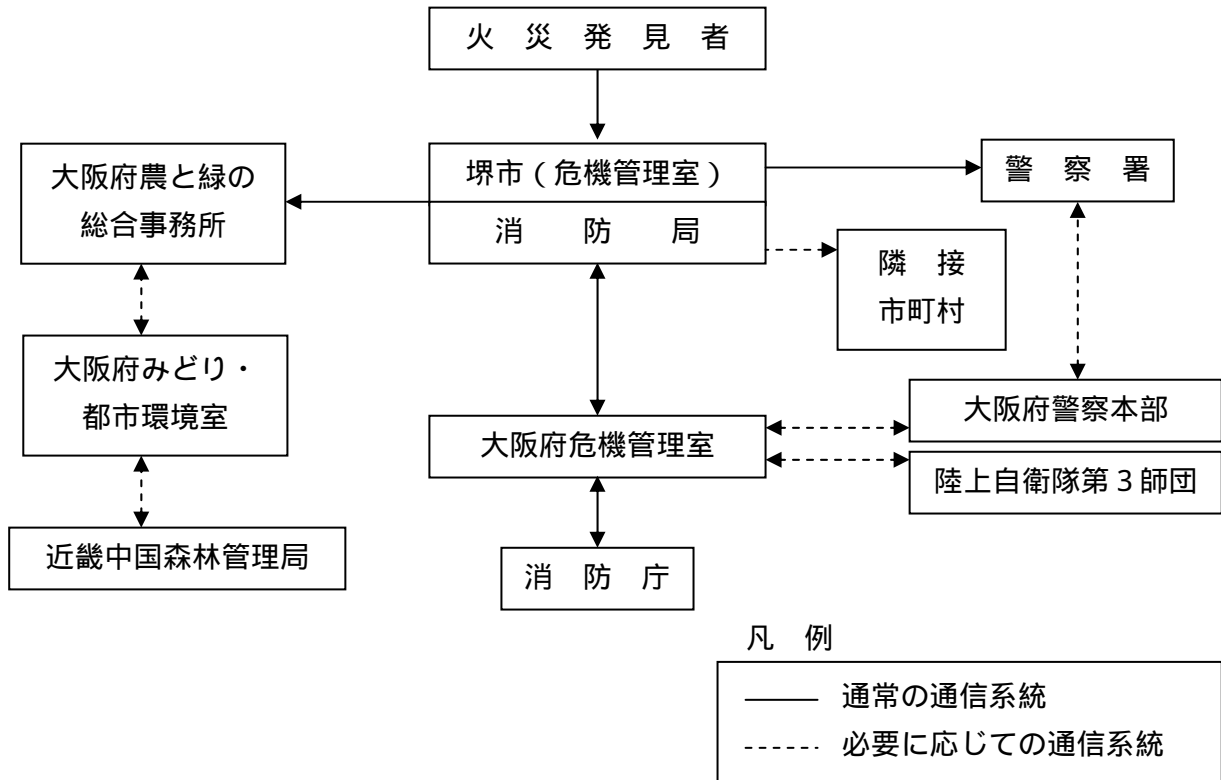 火　災　発　見　者
堺市（危機管理室）
消　　防　　局
警　察　署
大阪府農と緑の
総合事務所
隣　接
市町村
大阪府みどり・
都市環境室
大阪府危機管理室
大阪府警察本部
陸上自衛隊第３師団
近畿中国森林管理局
消　防　庁
凡　例
通常の通信系統
必要に応じての通信系統